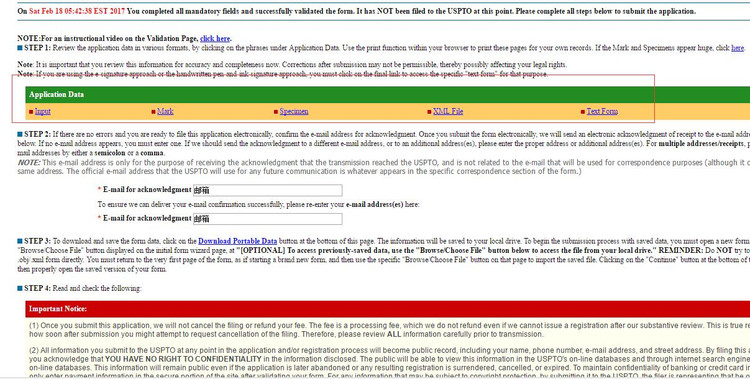 On Sat Feb 18 05:42:38 EST 2017 You completed all mandatory fields and successfully validated the form. It has NOT been filed to the USPTO at this point. Please complete all steps below to submit the application.
NOTE:For an instructional video on the Validation Page, click here.
STEP 1: Review the application data in various formats, by clicking on the phrases under Application Data. Use the print function within your browser to print these pages for your own records. If the Mark and Specimens appear huge, click here.
Note: It is important that you review this information for accuracy and completeness now. Corrections after submission may not be permissible, thereby possibly affecting your legal rights.
Note: If you are using the e-signature approach or the handwritten pen-and-ink signature approach, you must click on the final link to access the specific "text form" for that purpose.
Application Data
Input Mark Specimen XML File Text Form
STEP 2: If there are no errors and you are ready to file this application electronically, confirm the e-mail address for acknowledgment. Once you submit the form electronically, we will send an electronic acknowledgment of receipt to the e-mail
below. If no e-mail address appears, you must enter one. If we should send the acknowledgment to a different e-mail address, or to an additional address(es), please enter the proper address or additional address(es). For multiple addresses/receipts,
mail addresses by either a semicolon or a comma.
NOTE: This e-mail address is only for the purpose of receiving the acknowledgment that the transmission reached the USPTO, and is not related to the e-mail that will be used for correspondence purposes (although it
same address. The official e-mail address that the USPTO will use for any future communication is whatever appears in the specific correspondence section of the form.)
* E-mail for acknowledgment 邮箱
To ensure we can deliver your e-mail confirmation successfully, please re-enter your e-mail address(es) here:
* E-mail for acknowledgment 邮箱
STEP 3: To download and save the form data, click on the Download Portable Data button at the bottom of this page. The information will be saved to your local drive. To begin the submission process with saved data, you must open a new form
"Browse/Choose File" button displayed on the initial form wizard page, at "[OPTIONAL] To access previously-saved data, use the "Browse/Choose File" button below to access the file from your local drive." REMINDER: Do NOT try to
.obj/.xml form directly. You must return to the very first page of the form, as if starting a brand new form, and then use the specific "Browse/Choose File" button on that page to import the saved file. Clicking on the "Continue" button at the bottom of
then properly open the saved version of your form.
STEP 4: Read and check the following:
Important Notice:
(1) Once you submit this application, we will not cancel the filing or refund your fee. The fee is a processing fee, which we do not refund even if we cannot issue a registration after our substantive review. This is true
how soon after submission you might attempt to request cancellation of the filing. Therefore, please review ALL information carefully prior to transmission.
(2) All information you submit to the USPTO at any point in the application and/or registration process will become public record, including your name, phone number, e-mail address, and street address. By filing this
you acknowledge that YOU HAVE NO RIGHT TO CONFIDENTIALITY in the information disclosed. The public will be able to view this information in the USPTO's on-line databases and through internet search
on-line databases. This information will remain public even if the application is later abandoned or any resulting registration is surrendered, cancelled, or expired. To maintain confidentiality of banking or credit
only enter payment information in the secure portion of the site after validating your form. For any information that may be subject to copyright protection, by submitting it to the USPTO, the filer is representing that